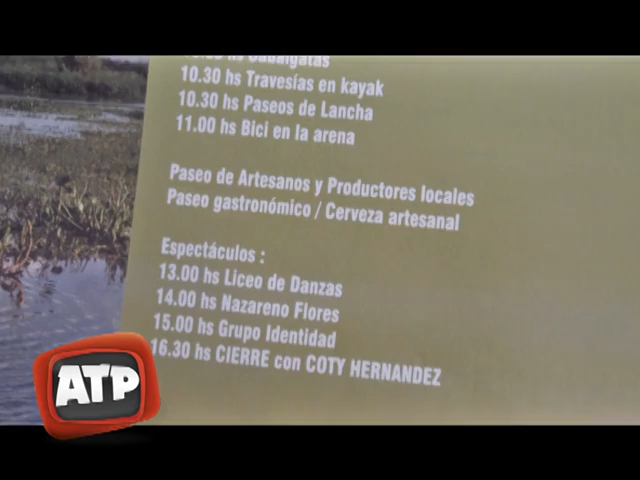 Cabalgatas
10.30 hs Travesías en kayak
10.30 hs Paseos de Lancha
11.00 hs Bici en la arena
Paseo de Artesanos y Productores locales
Paseo gastronómico / Cerveza artesanal
Espectáculos :
13.00 hs Liceo de Danzas
14.00 hs Nazareno Flores
15.00 hs Grupo Identidad
16.30 hs CIERRE con COTY HERNANDEZ
ATP